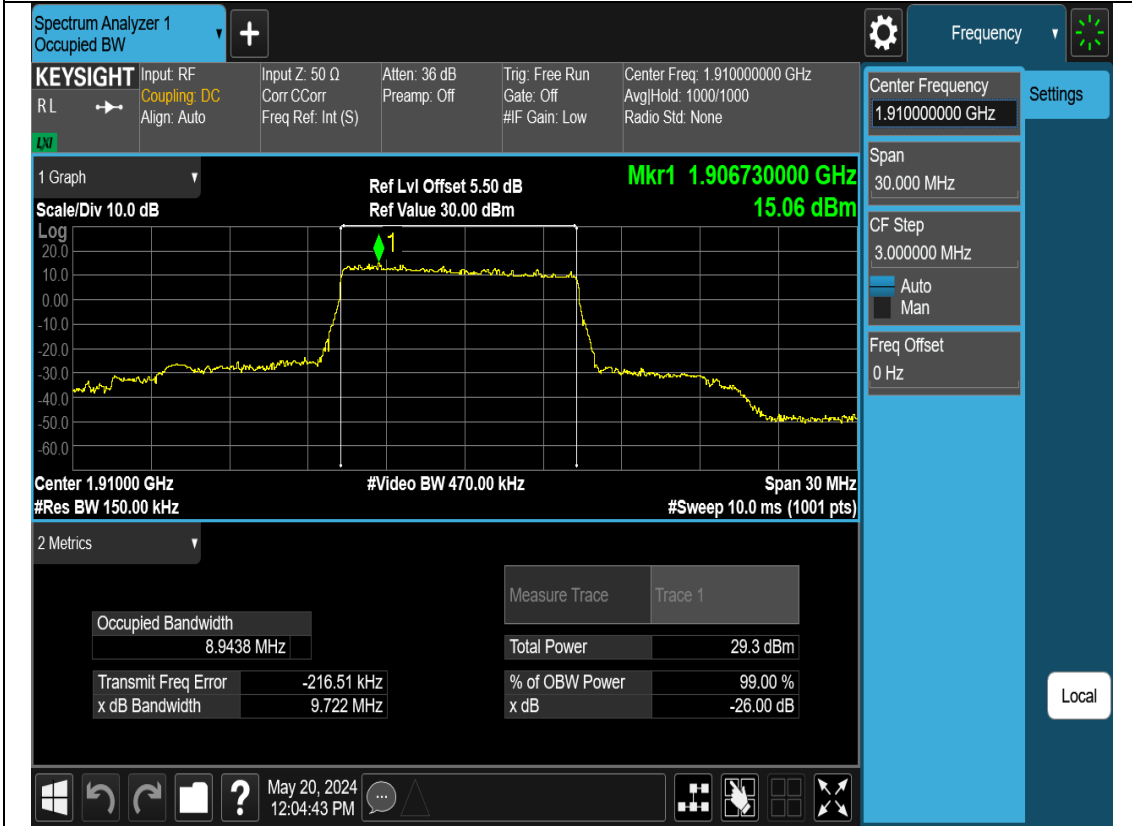 Spectrum Analyzer 1
Occupied BW
+
Frequency
KEYSIGHT
R L
LXI
Input: RF
Coupling: DC
Align: Auto
Input Z: 50 Ω
Corr CCorr
Freq Ref: Int (S)
Atten: 36 dB
Preamp: Off
Trig: Free Run
Gate: Off
#IF Gain: Low
Center Freq: 1.910000000 GHz
Avg|Hold: 1000/1000
Radio Std: None
Center Frequency
1.910000000 GHz
Settings
Span
30.000 MHz
CF Step
3.000000 MHz
Auto
Man
Freq Offset
0 Hz
Local
1 Graph
Scale/Div 10.0 dB
Ref Lvl Offset 5.50 dB
Ref Value 30.00 dBm
Mkr1 1.906730000 GHz
15.06 dBm
Log
20.0
10.0
0.00
-10.0
-20.0
-30.0
-40.0
-50.0
-60.0
1
Center 1.91000 GHz
#Video BW 470.00 kHz
Span 30 MHz
#Res BW 150.00 kHz
#Sweep 10.0 ms (1001 pts)
2 Metrics
Measure Trace Trace 1
Occupied Bandwidth
8.9438 MHz
Total Power 29.3 dBm
Transmit Freq Error -216.51 kHz
% of OBW Power 99.00 %
x dB Bandwidth 9.722 MHz
x dB -26.00 dB
?
May 20, 2024
12:04:43 PM